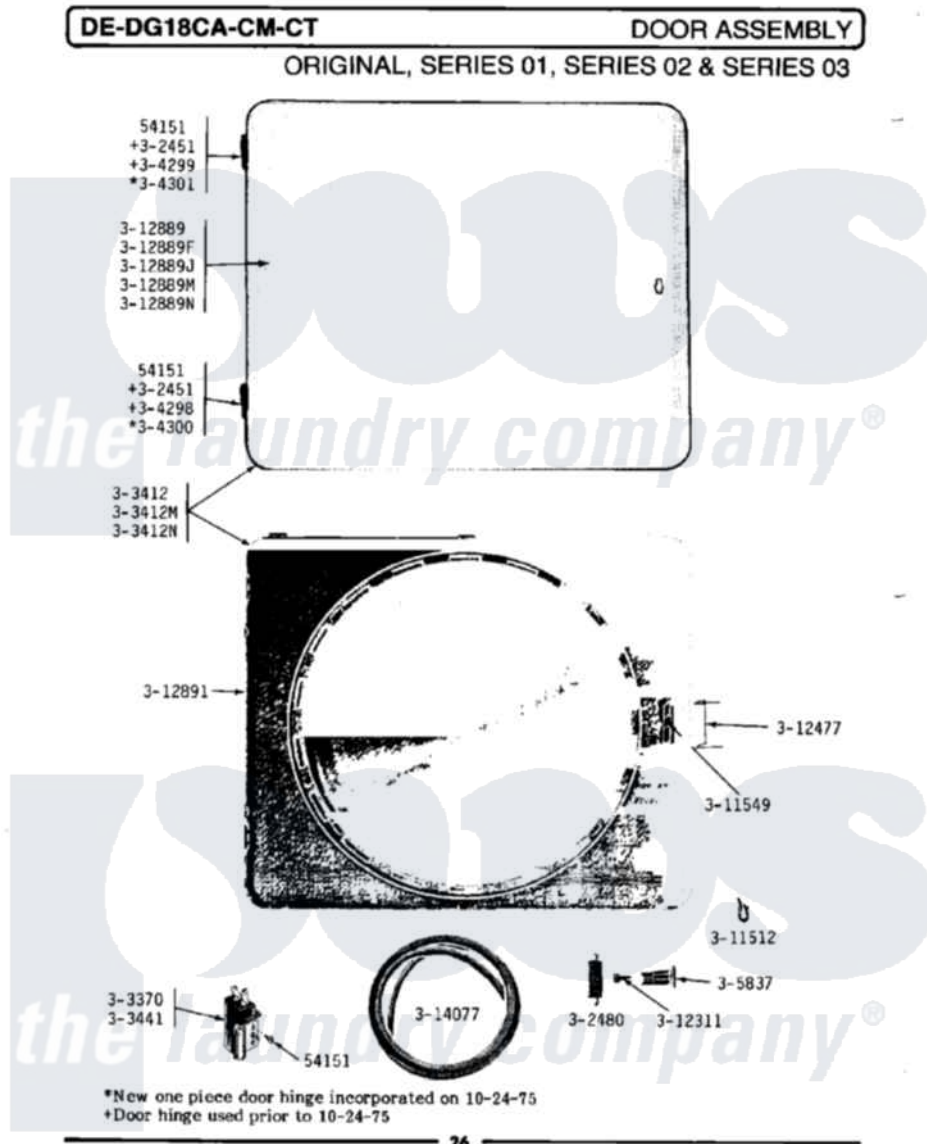 DE-DG18CA-CM-CT DOOR ASSEMBLY
ORIGINAL, SERIES 01, SERIES 02 & SERIES 03
54151
+3-2451
+3-4299
*3-4301
3-12889
3-12889F
3-12889J
3-12889M
3-12889N
54151
+3-2451
+3-4298
*3-4300
the laundry company®
3-3412
3-3412M
3-3412N
3-12891
3-12477
3-11549
3-11512
3-3370
3-3441
54151
3-14077
3-2480
3-12311
3-5837
the laundry company®
*New one piece door hinge incorporated on 10-24-75
+Door hinge used prior to 10-24-75
26